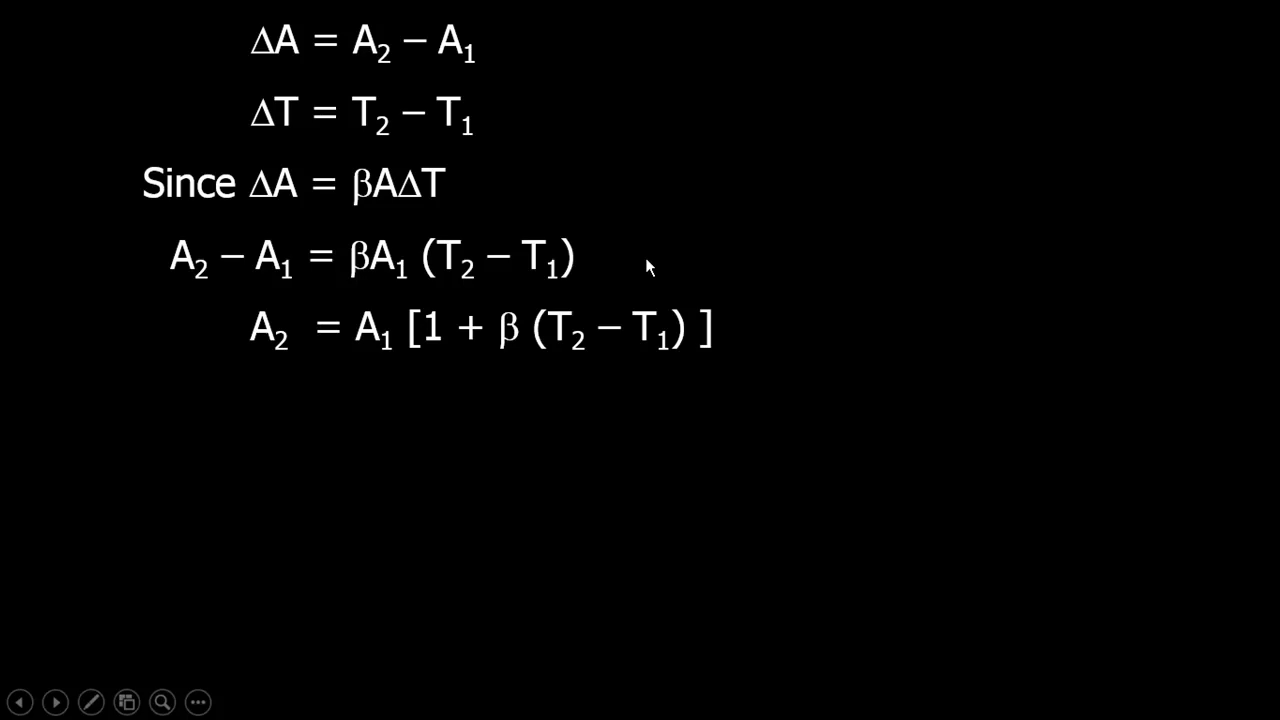 ΔA = A₂ − A₁
ΔT = T₂ − T₁
Since ΔA = βAΔT
A₂ − A₁ = βA₁ (T₂ − T₁)
A₂ = A₁ [1 + β (T₂ − T₁) ]